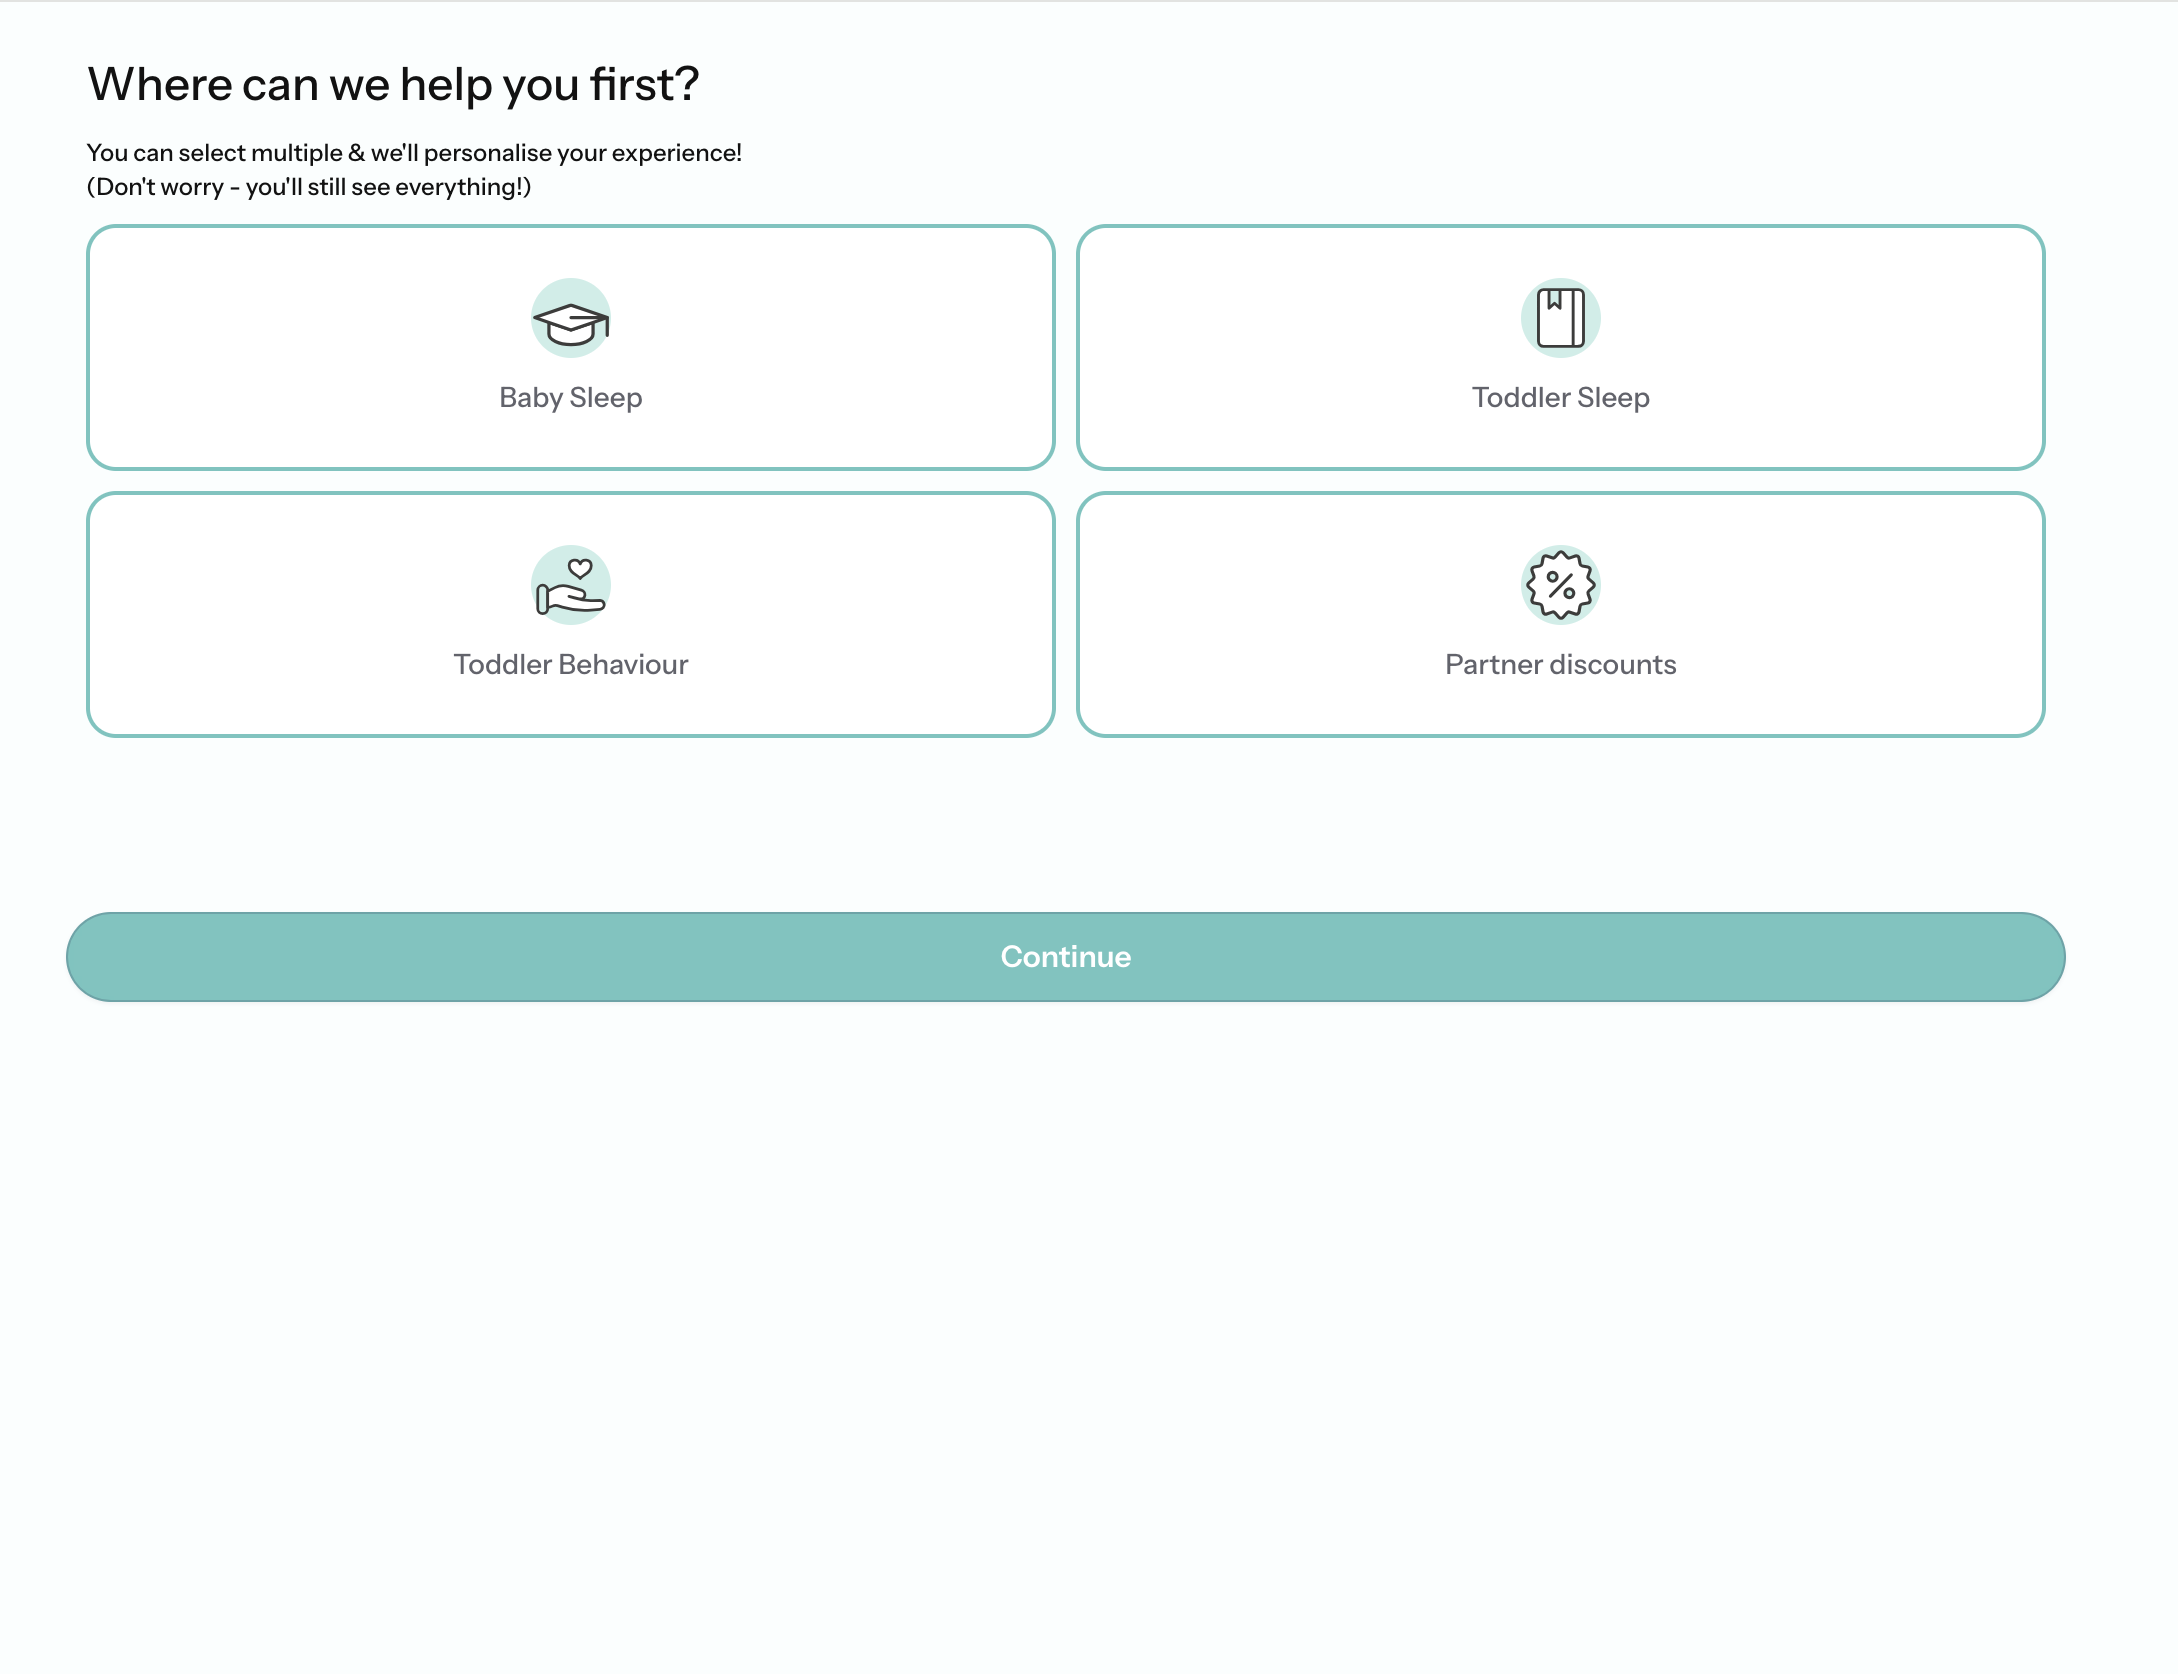 Where can we help you first?
You can select multiple & we'll personalise your experience!
(Don't worry - you'll still see everything!)
Baby Sleep
Toddler Sleep
Toddler Behaviour
Partner discounts
Continue